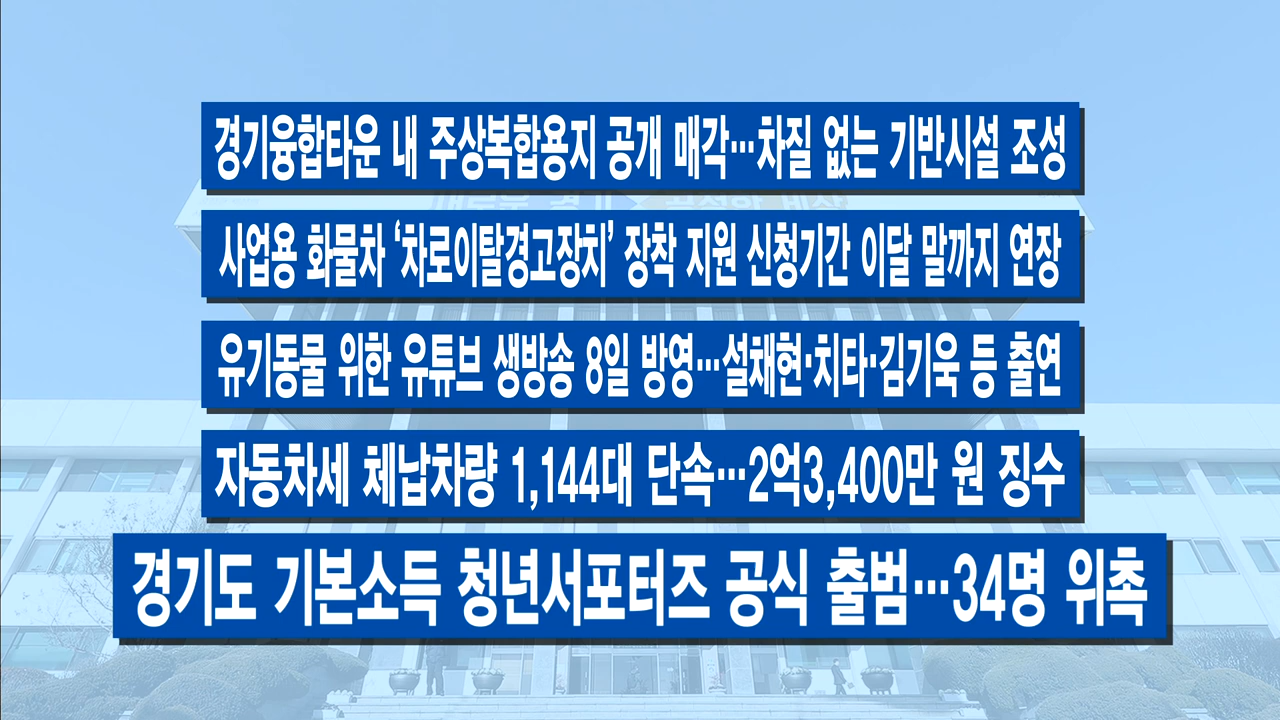 경기융합타운 내 주상복합용지 공개 매각…차질 없는 기반시설 조성
사업용 화물차 ‘차로이탈경고장치’ 장착 지원 신청기간 이달 말까지 연장
유기동물 위한 유튜브 생방송 8일 방영…설채현·치타·김기욱 등 출연
자동차세 체납차량 1,144대 단속…2억3,400만 원 징수
경기도 기본소득 청년서포터즈 공식 출범…34명 위촉